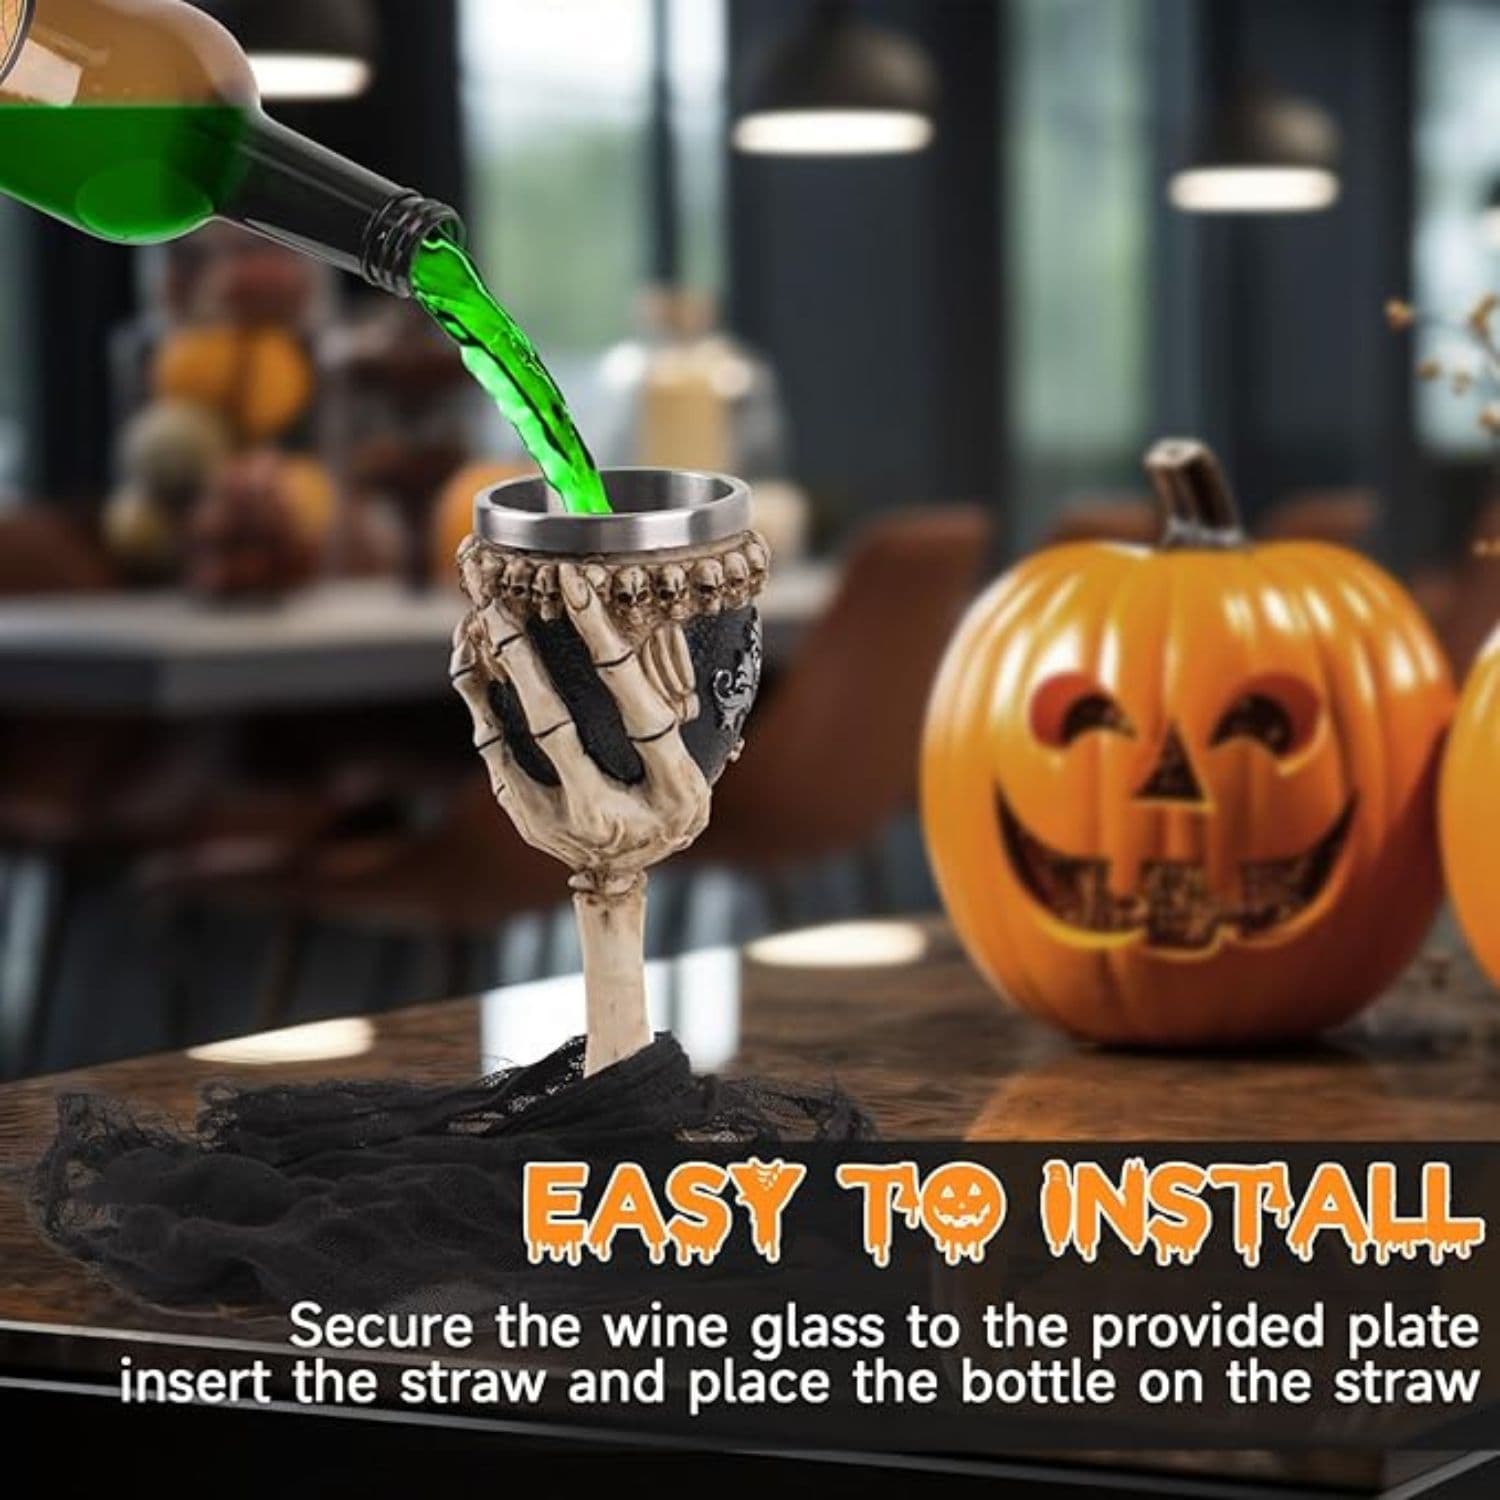 EASY TO INSTALL
Secure the wine glass to the provided plate
insert the straw and place the bottle on the straw